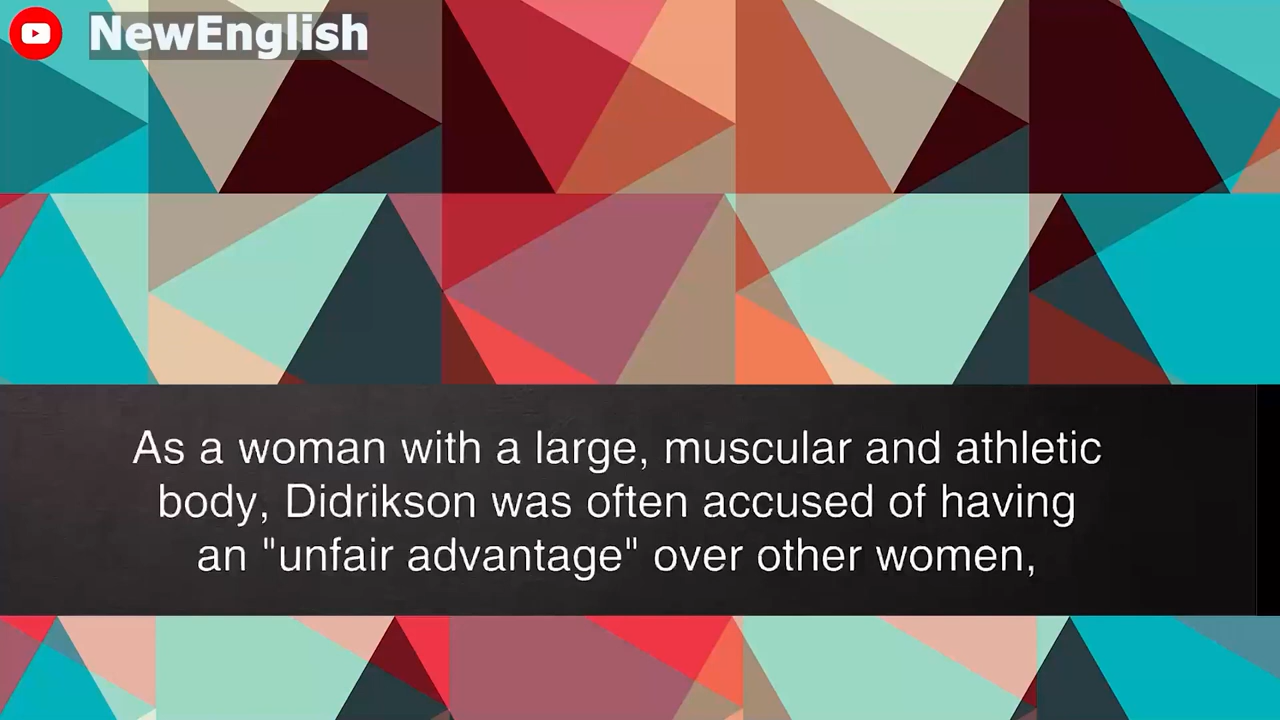 NewEnglish
As a woman with a large, muscular and athletic
body, Didrikson was often accused of having
an "unfair advantage" over other women,